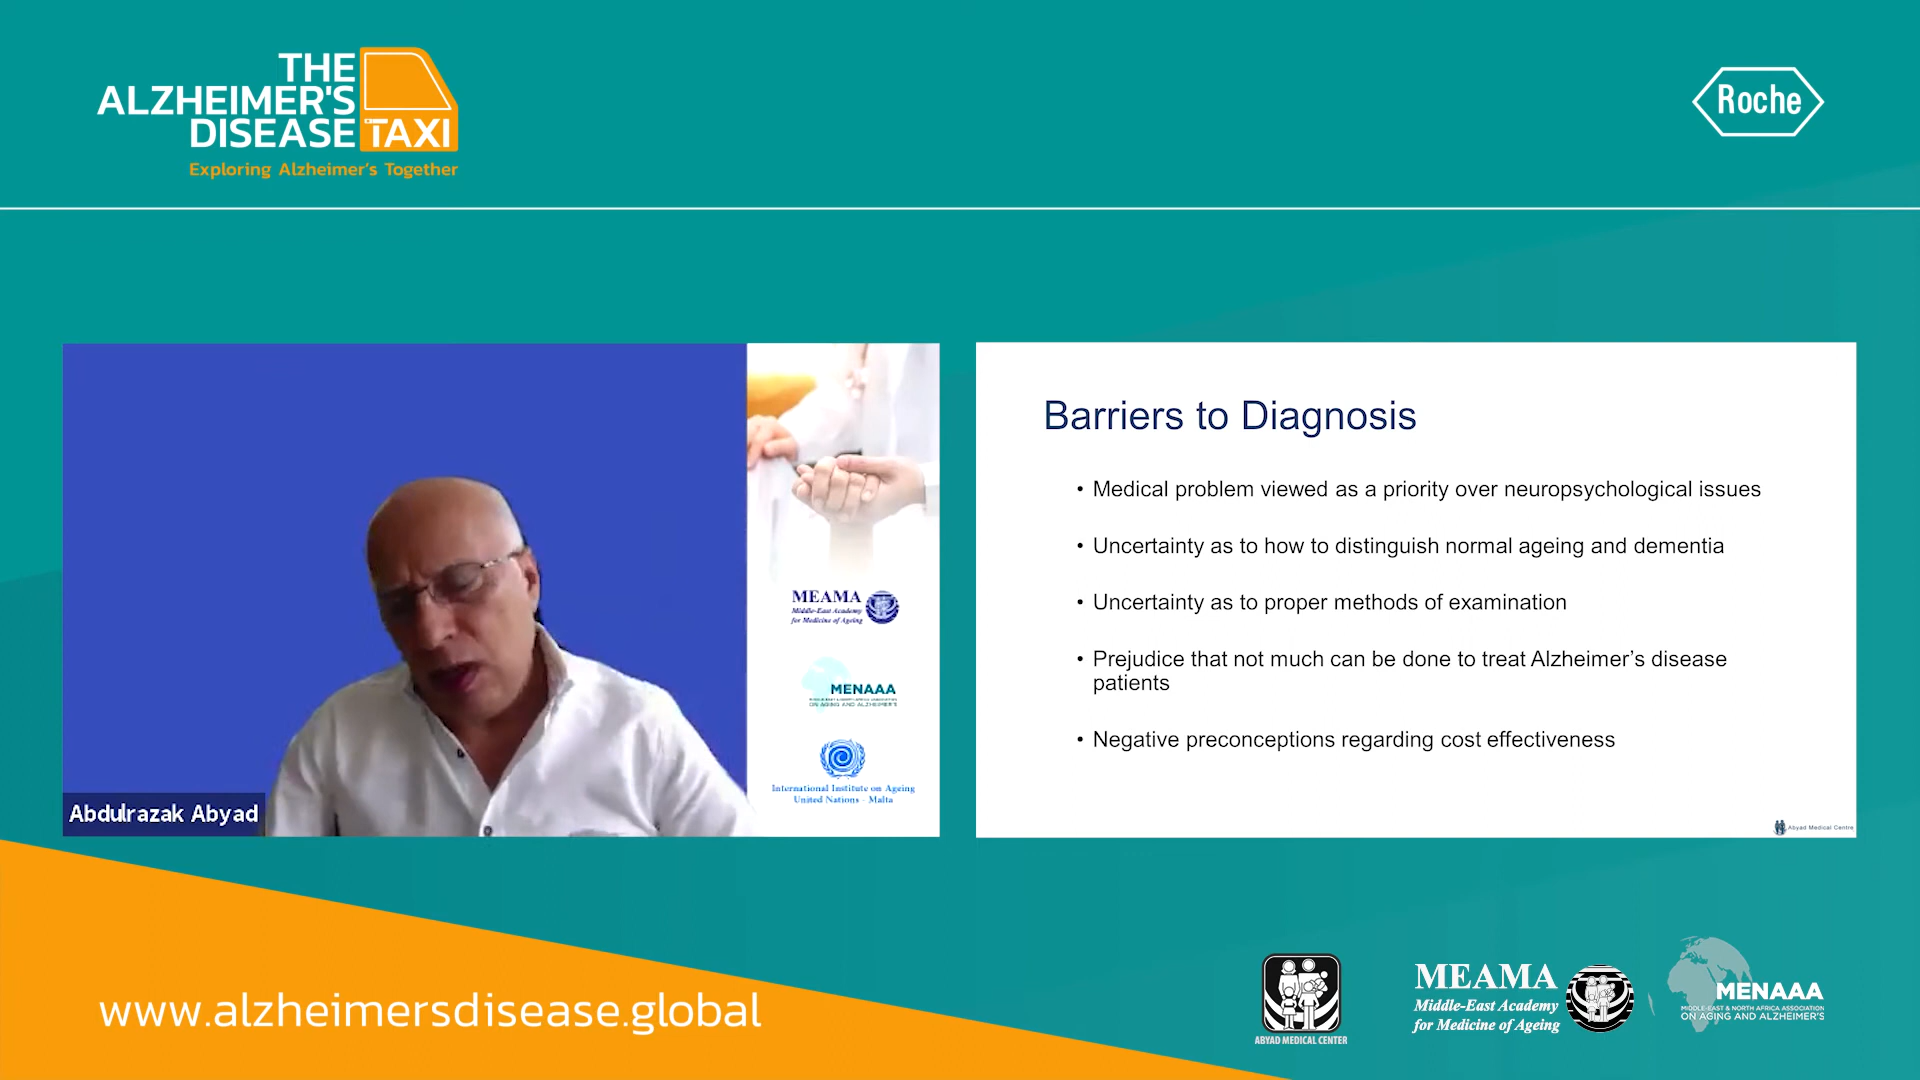 THE
ALZHEIMER'S
DISEASE TAXI
Exploring Alzheimer's Together
Roche
MEAMA
Middle-East Academy
for Medicine of Ageing
MENAAA
ON AGING AND ALZHEIMER'S
International Institute on Ageing
United Nations - Malta
Abdulrazak Abyad
Barriers to Diagnosis
• Medical problem viewed as a priority over neuropsychological issues
• Uncertainty as to how to distinguish normal ageing and dementia
• Uncertainty as to proper methods of examination
• Prejudice that not much can be done to treat Alzheimer’s disease
patients
• Negative preconceptions regarding cost effectiveness
Abyad Medical Centre
www.alzheimersdisease.global
ABYAD MEDICAL CENTER
MEAMA
Middle-East Academy
for Medicine of Ageing
MENAAA
MIDDLE-EAST & NORTH AFRICA ASSOCIATION
ON AGING AND ALZHEIMER'S